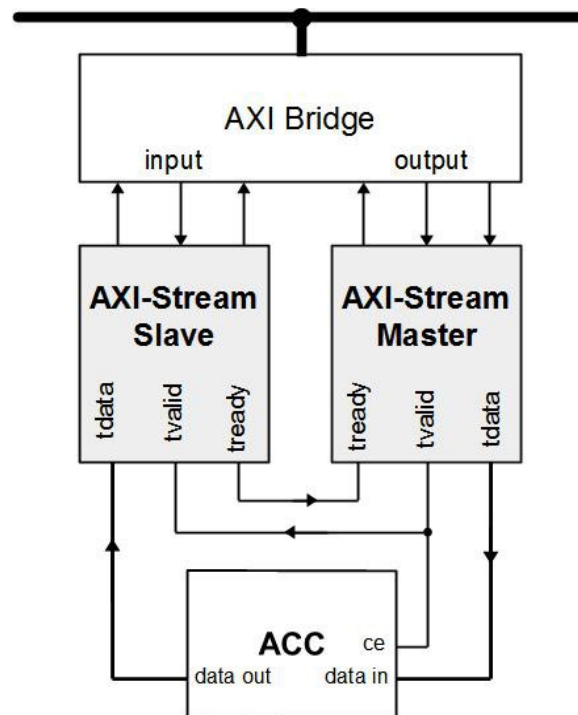 AXI Bridge
input output
AXI-Stream
Slave
AXI-Stream
Master
tdata
tvalid
tready
tready
tvalid
tdata
ACC
ce
data out
data in